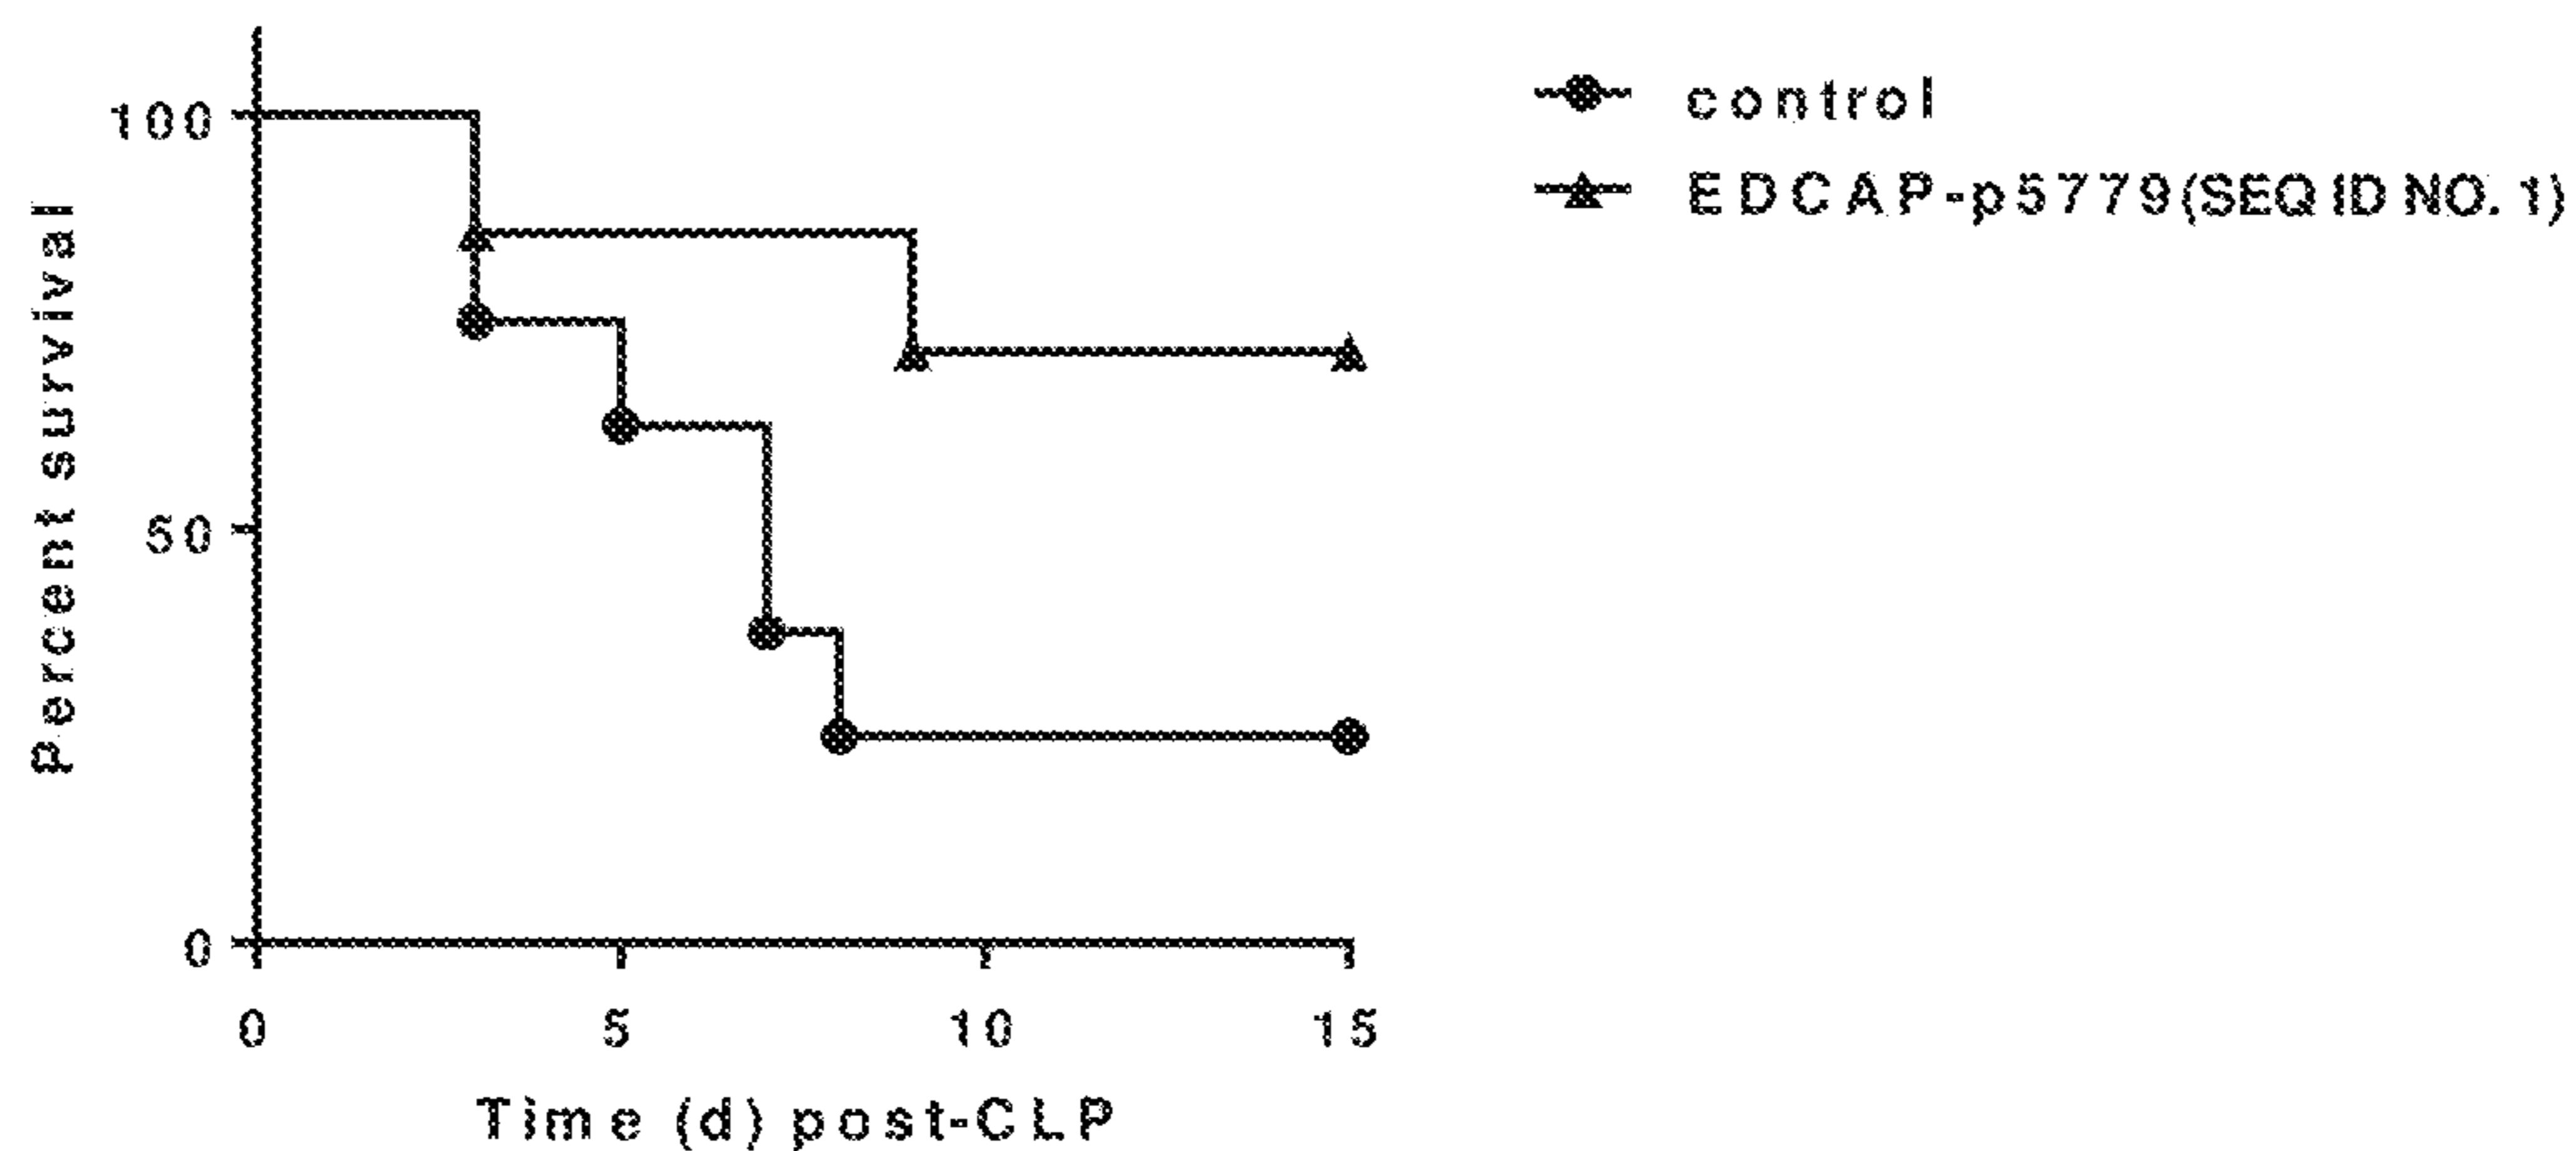 100
50
0
0 5 10 15
Percent survival
Time (d) post-CLP
control
EDCAP-p5779(SEQ ID NO. 1)